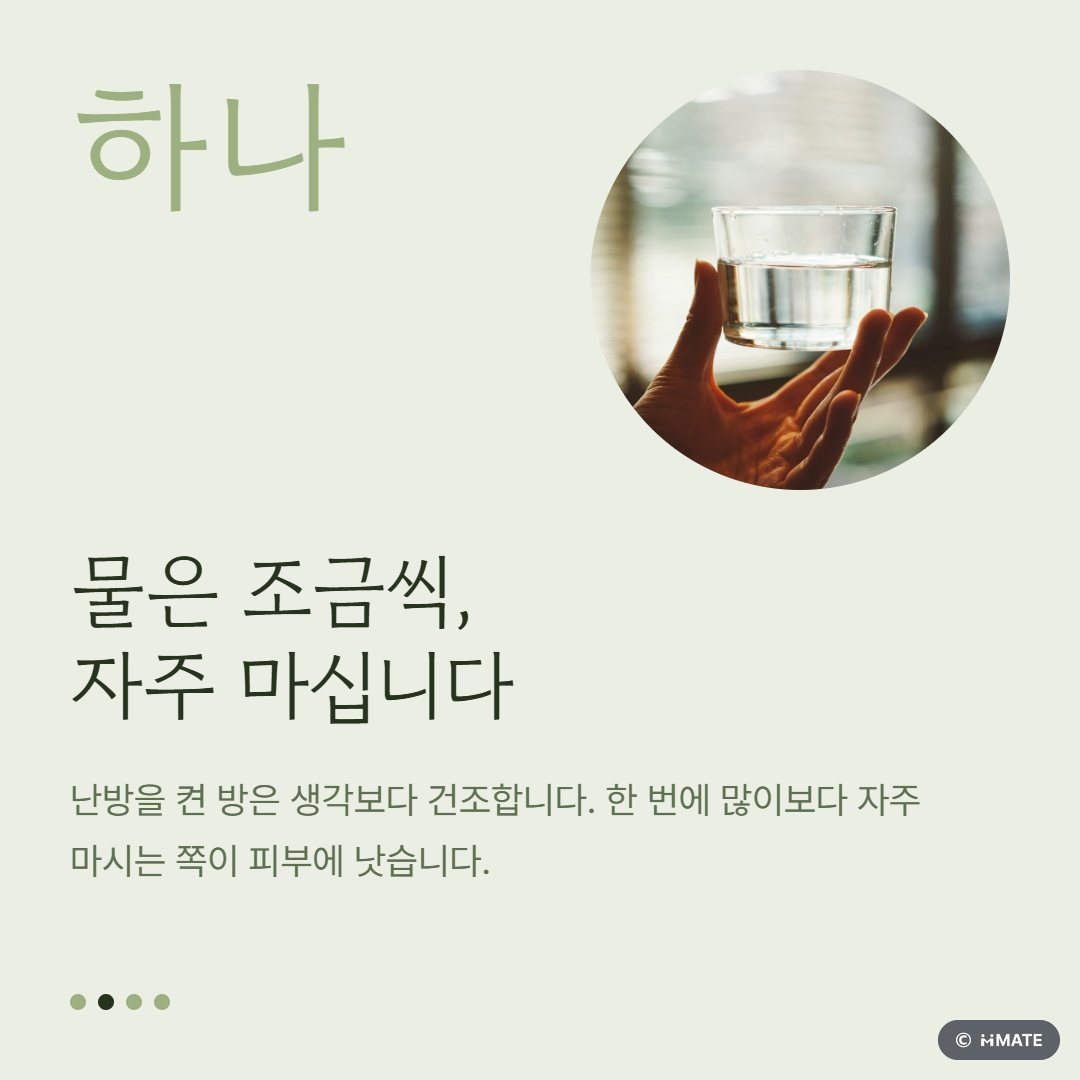 하나
물은 조금씩,
자주 마십니다
난방을 켠 방은 생각보다 건조합니다. 한 번에 많이보다 자주
마시는 쪽이 피부에 낫습니다.
© MMATE